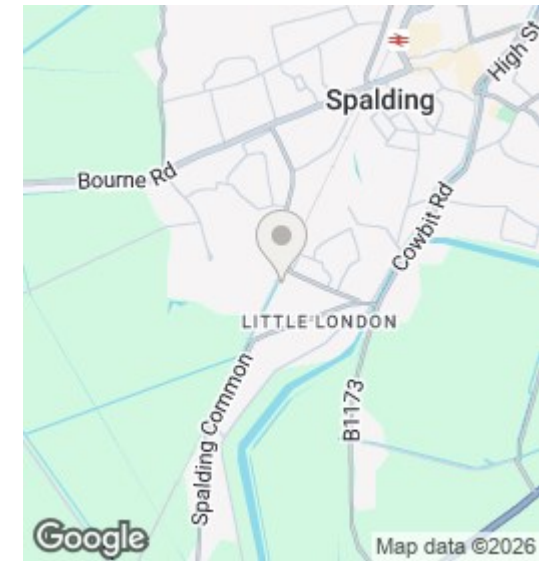 High St
Spalding
Bourne Rd
Cowbit Rd
LITTLE LONDON
Spalding Common
B1173
Google
Map data ©2026